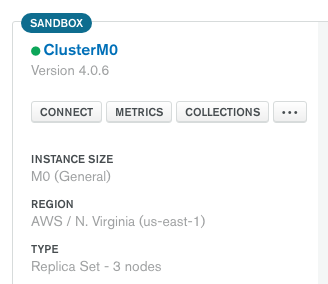 SANDBOX
ClusterM0
Version 4.0.6
CONNECT METRICS COLLECTIONS ...
INSTANCE SIZE
M0 (General)
REGION
AWS / N. Virginia (us-east-1)
TYPE
Replica Set - 3 nodes